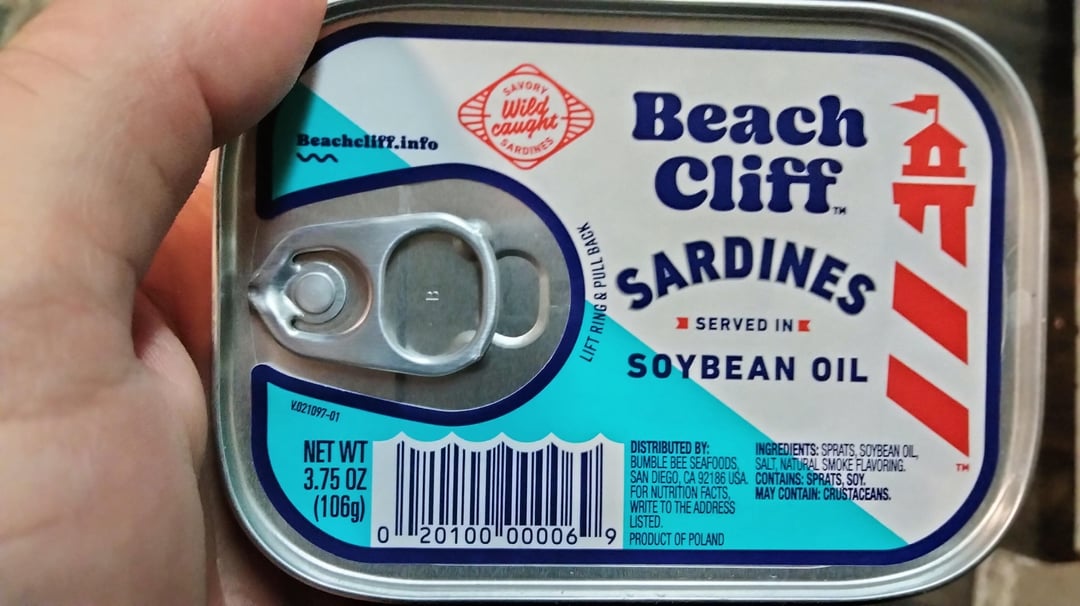 SAVORY
Wild
caught
SARDINES
Beachcliff.info
Beach
Cliff™
SARDINES
SERVED IN
SOYBEAN OIL
LIFT RING & PULL BACK
V.021097-01
NET WT
3.75 OZ
(106g)
0 20100 00006 9
DISTRIBUTED BY:
BUMBLE BEE SEAFOODS,
SAN DIEGO, CA 92186 USA.
FOR NUTRITION FACTS,
WRITE TO THE ADDRESS
LISTED.
PRODUCT OF POLAND
INGREDIENTS: SPRATS, SOYBEAN OIL,
SALT, NATURAL SMOKE FLAVORING.
CONTAINS: SPRATS, SOY.
MAY CONTAIN: CRUSTACEANS.
TM